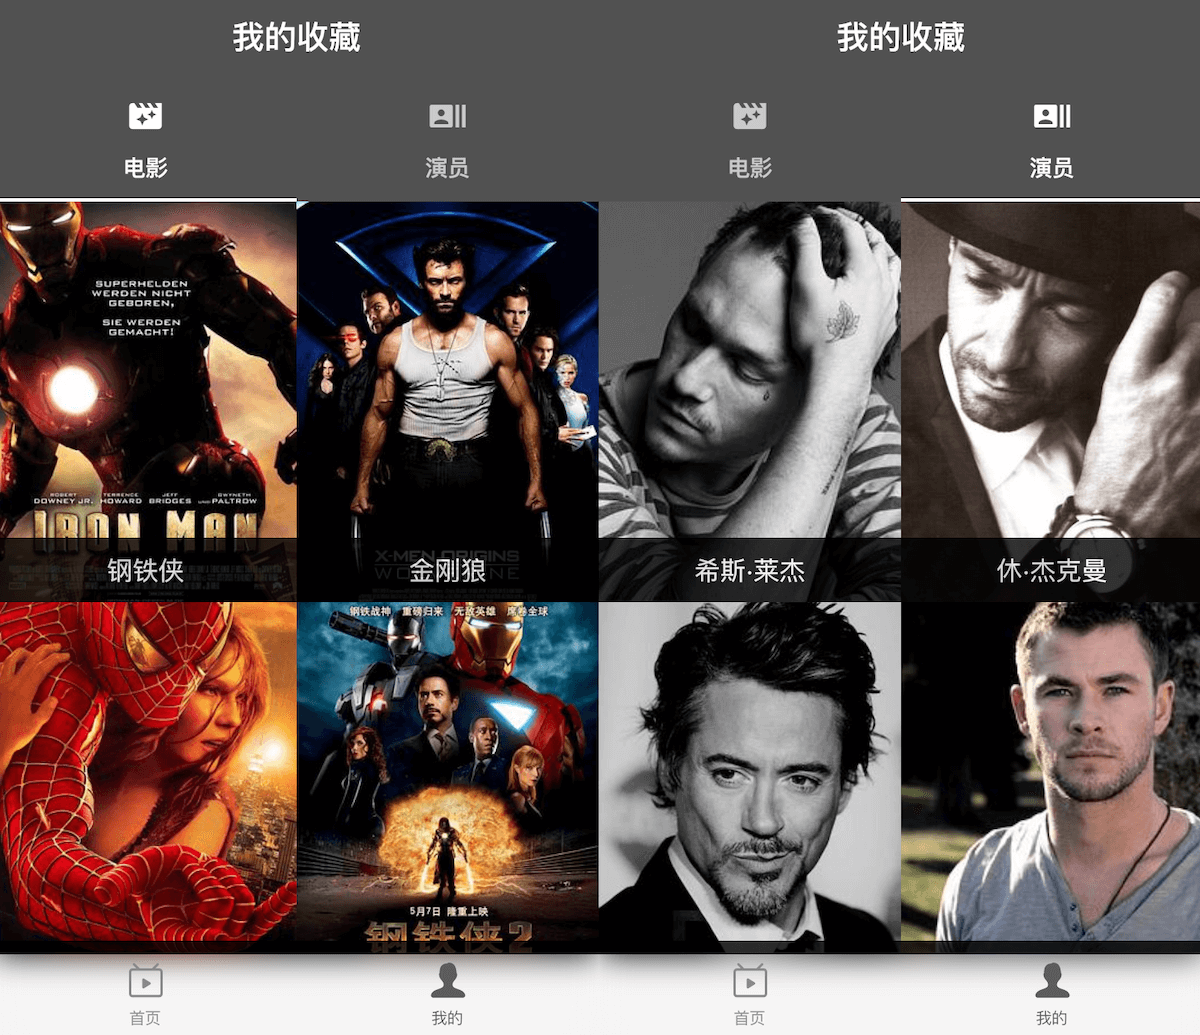 我的收藏
电影
演员
SUPERHELDEN
WERDEN NICHT
GEBOREN,
SIE WERDEN
GEMACHT!
ROBERT
DOWNEY JR.
TERRENCE
HOWARD
JEFF
BRIDGES
UND
GWYNETH
PALTROW
IRON MAN
钢铁侠
X-MEN ORIGINS
WOLVERINE
金刚狼
钢铁战神 重磅归来 无敌英雄 席卷全球
5月7日 隆重上映
钢铁侠2
首页
我的
我的收藏
电影
演员
希斯·莱杰
休·杰克曼
首页
我的